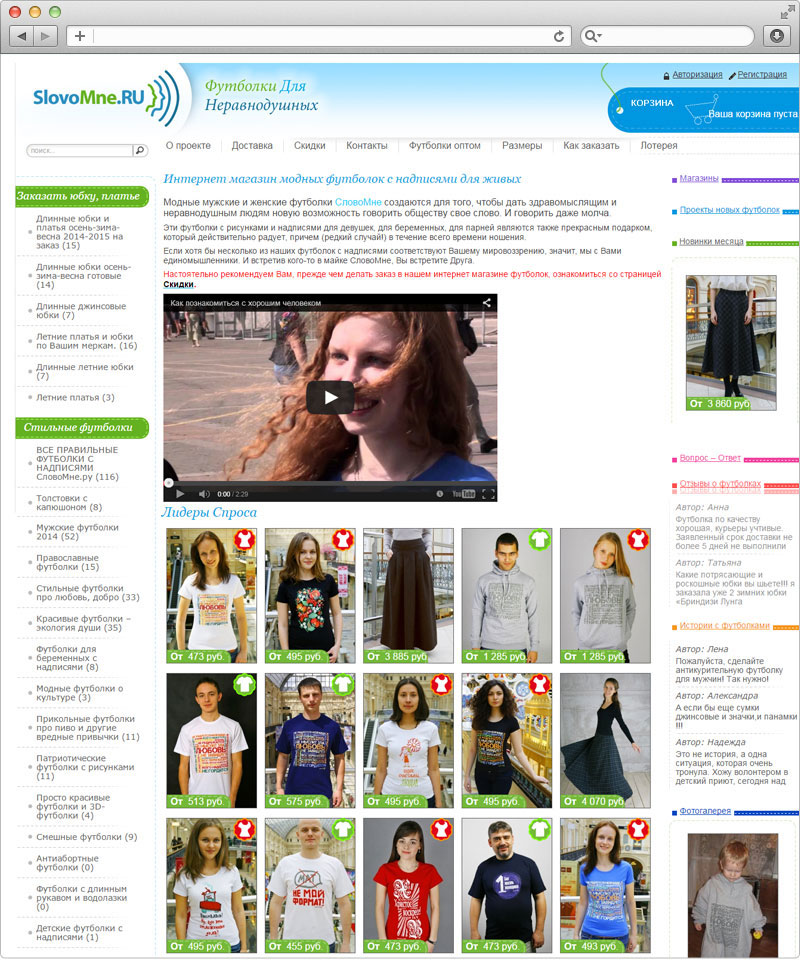 SlovoMne.RU
Футболки Для
Неравнодушных
Авторизация
Регистрация
КОРЗИНА
Ваша корзина пуста
поиск...
О проекте
Доставка
Скидки
Контакты
Футболки оптом
Размеры
Как заказать
Лотерея
Заказать юбку, платье
Длинные юбки и
платья осень-зима-
весна 2014-2015 на
заказ (15)
Длинные юбки осень-
зима-весна готовые
(14)
Длинные джинсовые
юбки (7)
Летние платья и юбки
по Вашим меркам. (16)
Длинные летние юбки
(7)
Летние платья (3)
Стильные футболки
ВСЕ ПРАВИЛЬНЫЕ
ФУТБОЛКИ С
НАДПИСЯМИ
СловоМне.ру (116)
Толстовки с
капюшоном (8)
Мужские футболки
2014 (52)
Православные
футболки (15)
Стильные футболки
про любовь, добро (33)
Красивые футболки –
экология души (35)
Футболки для
беременных с
надписями (8)
Модные футболки о
культуре (3)
Прикольные футболки
про пиво и другие
вредные привычки (11)
Патриотические
футболки с рисунками
(11)
Просто красивые
футболки и 3D-
футболки (4)
Смешные футболки (9)
Антиабортные
футболки (0)
Футболки с длинным
рукавом и водолазки
(0)
Детские футболки с
надписями (1)
Интернет магазин модных футболок с надписями для живых
Модные мужские и женские футболки СловоМне создаются для того, чтобы дать здравомыслящим и
неравнодушным людям новую возможность говорить обществу свое слово. И говорить даже молча.
Эти футболки с рисунками и надписями для девушек, для беременных, для парней являются также прекрасным подарком,
который действительно радует, причем (редкий случай!) в течение всего времени ношения.
Если хотя бы несколько из наших футболок с надписями соответствуют Вашему мировоззрению, значит, мы с Вами
единомышленники. И встретив кого-то в майке СловоМне, Вы встретите Друга.
Настоятельно рекомендуем Вам, прежде чем делать заказ в нашем интернет магазине футболок, ознакомиться со страницей
Скидки.
Как познакомиться с хорошим человеком
0:00 / 2:29
YouTube
Лидеры Спроса
ЛЮБОВЬ
От 473 руб.
От 495 руб.
От 3 885 руб.
От 1 285 руб.
От 1 285 руб.
ЛЮБОВЬ
От 513 руб.
ЛЮБОВЬ
От 575 руб.
От 495 руб.
ЛЮБОВЬ
От 495 руб.
От 4 070 руб.
От 495 руб.
МАТ
НЕ МОЙ
ФОРМАТ!
От 455 руб.
ХРИСТОС
ВОСКРЕСЕ!
От 473 руб.
1
От 473 руб.
ЛЮБОВЬ
От 493 руб.
Магазины
Проекты новых футболок
Новинки месяца
От 3 860 руб.
Вопрос – Ответ
Отзывы о футболках
Автор: Анна
Футболка по качеству
хорошая, курьеры учтивые.
Заявленный срок доставки не
более 5 дней не выполнили
Автор: Татьяна
Какие потрясающие и
роскошные юбки вы шьете!!! я
заказала уже 2 зимних юбки
«Бриндизи Лунга
Истории с футболками
Автор: Лена
Пожалуйста, сделайте
антикурительную футболку
для мужчин! Так нужно!
Автор: Александра
А если бы еще сумки
джинсовые и значки,и панамки
!!!
Автор: Надежда
Это не история, а одна
ситуация, которая очень
тронула. Хожу волонтером в
детский приют, сегодня над
Фотогалерея